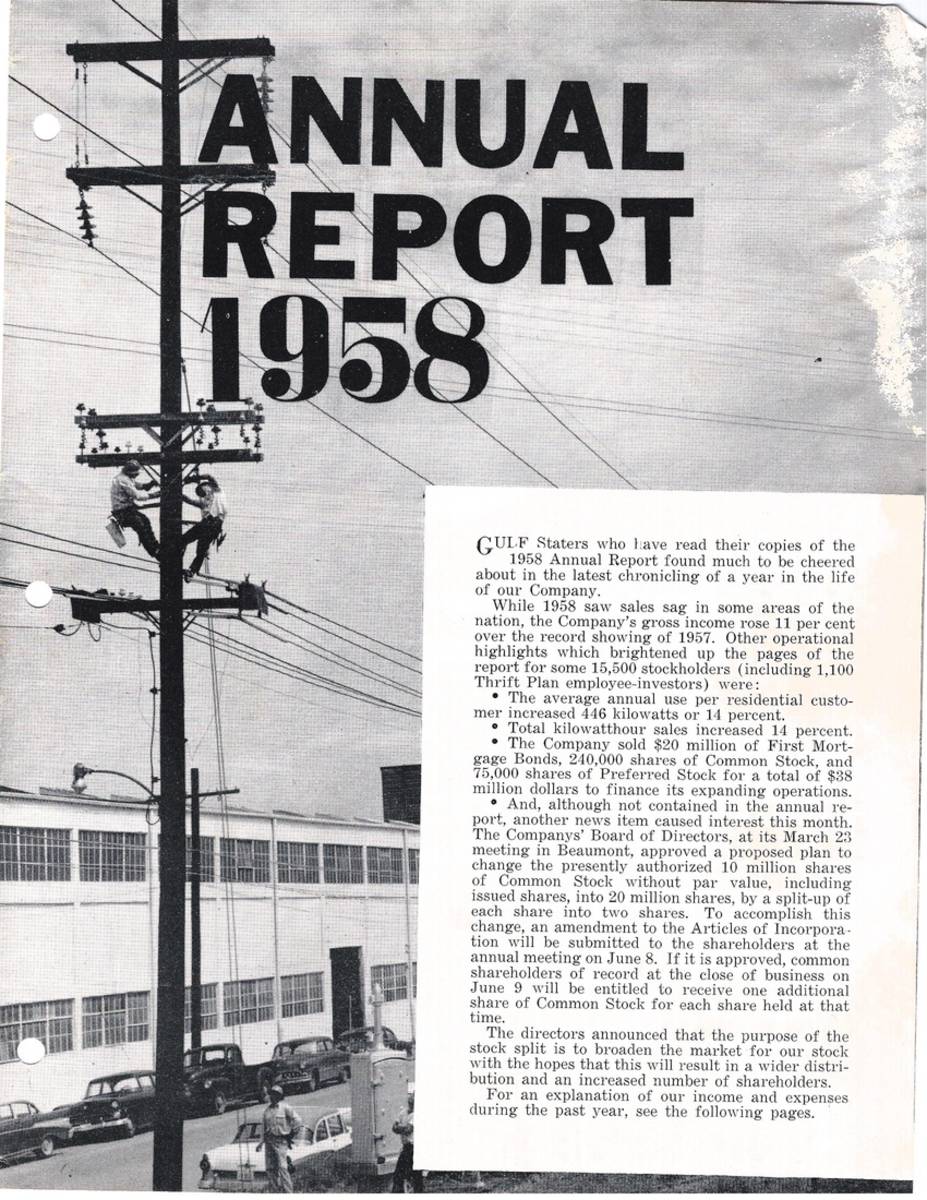 ANNUAL
REPORT
1958
GULF Staters who have read their copies of the
1958 Annual Report found much to be cheered
about in the latest chronicling of a year in the life
of our Company.
While 1958 saw sales sag in some areas of the
nation, the Company's gross income rose 11 per cent
over the record showing of 1957. Other operational
highlights which brightened up the pages of the
report for some 15,500 stockholders (including 1,100
Thrift Plan employee-investors) were:
• The average annual use per residential custo-
mer increased 446 kilowatts or 14 percent.
• Total kilowatthour sales increased 14 percent.
• The Company sold $20 million of First Mort-
gage Bonds, 240,000 shares of Common Stock, and
75,000 shares of Preferred Stock for a total of $38
million dollars to finance its expanding operations.
• And, although not contained in the annual re-
port, another news item caused interest this month.
The Companys' Board of Directors, at its March 23
meeting in Beaumont, approved a proposed plan to
change the presently authorized 10 million shares
of Common Stock without par value, including
issued shares, into 20 million shares, by a split-up of
each share into two shares. To accomplish this
change, an amendment to the Articles of Incorpora-
tion will be submitted to the shareholders at the
annual meeting on June 8. If it is approved, common
shareholders of record at the close of business on
June 9 will be entitled to receive one additional
share of Common Stock for each share held at that
time.
The directors announced that the purpose of the
stock split is to broaden the market for our stock
with the hopes that this will result in a wider distri-
bution and an increased number of shareholders.
For an explanation of our income and expenses
during the past year, see the following pages.